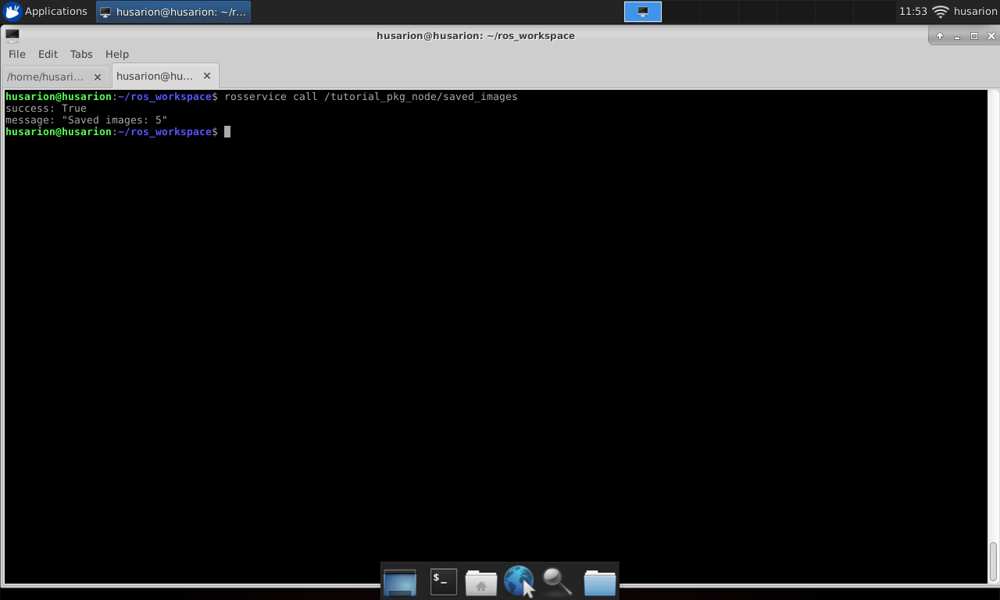 Applications
husarion@husarion: ~/r...
11:53
husarion
husarion@husarion: ~/ros_workspace
File Edit Tabs Help
/home/husari...
husarion@hu...
husarion@husarion:~/ros_workspace$ rosservice call /tutorial_pkg_node/saved_images
success: True
message: "Saved images: 5"
husarion@husarion:~/ros_workspace$
$_